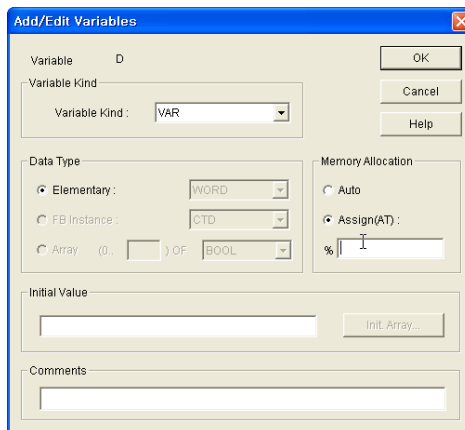 Add/Edit Variables
Variable D
OK
Variable Kind
Cancel
Variable Kind : VAR
Help
Data Type
Memory Allocation
Elementary : WORD
Auto
FB Instance : CTD
Assign(AT) :
Array (0.. ) OF BOOL
%
Initial Value
Init. Array...
Comments